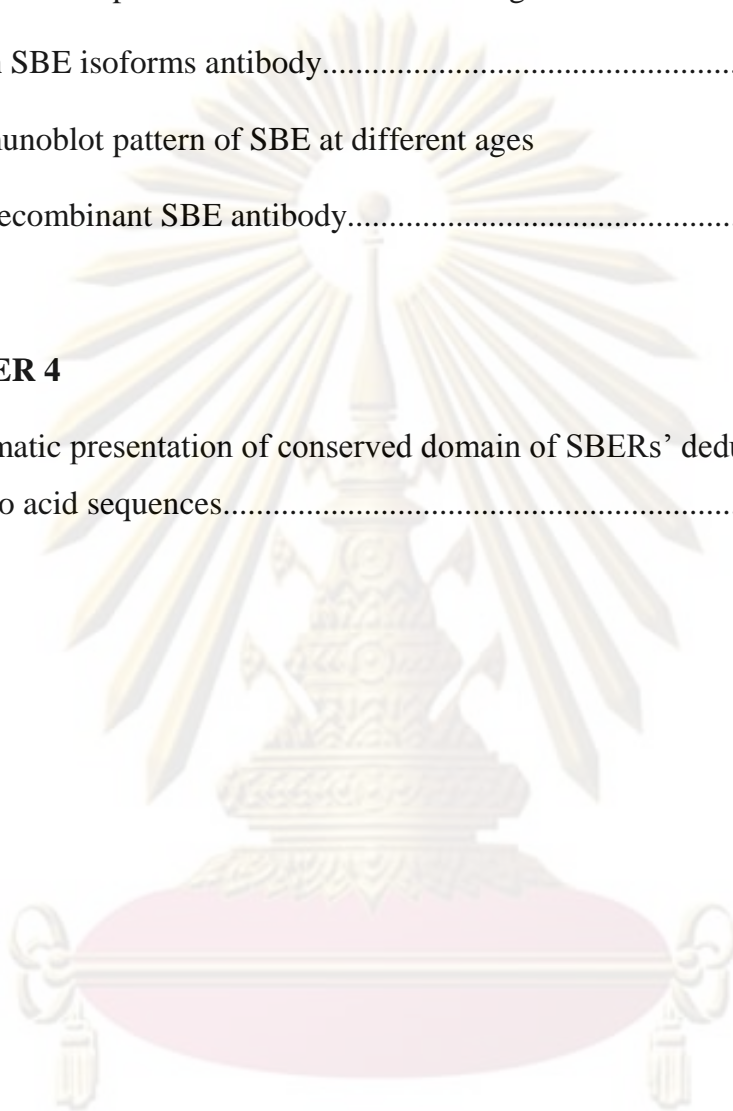 SBE isoforms antibody
unoblot pattern of SBE at different ages
ecombinant SBE antibody
ER 4
matic presentation of conserved domain of SBERs’ dedu
o acid sequences